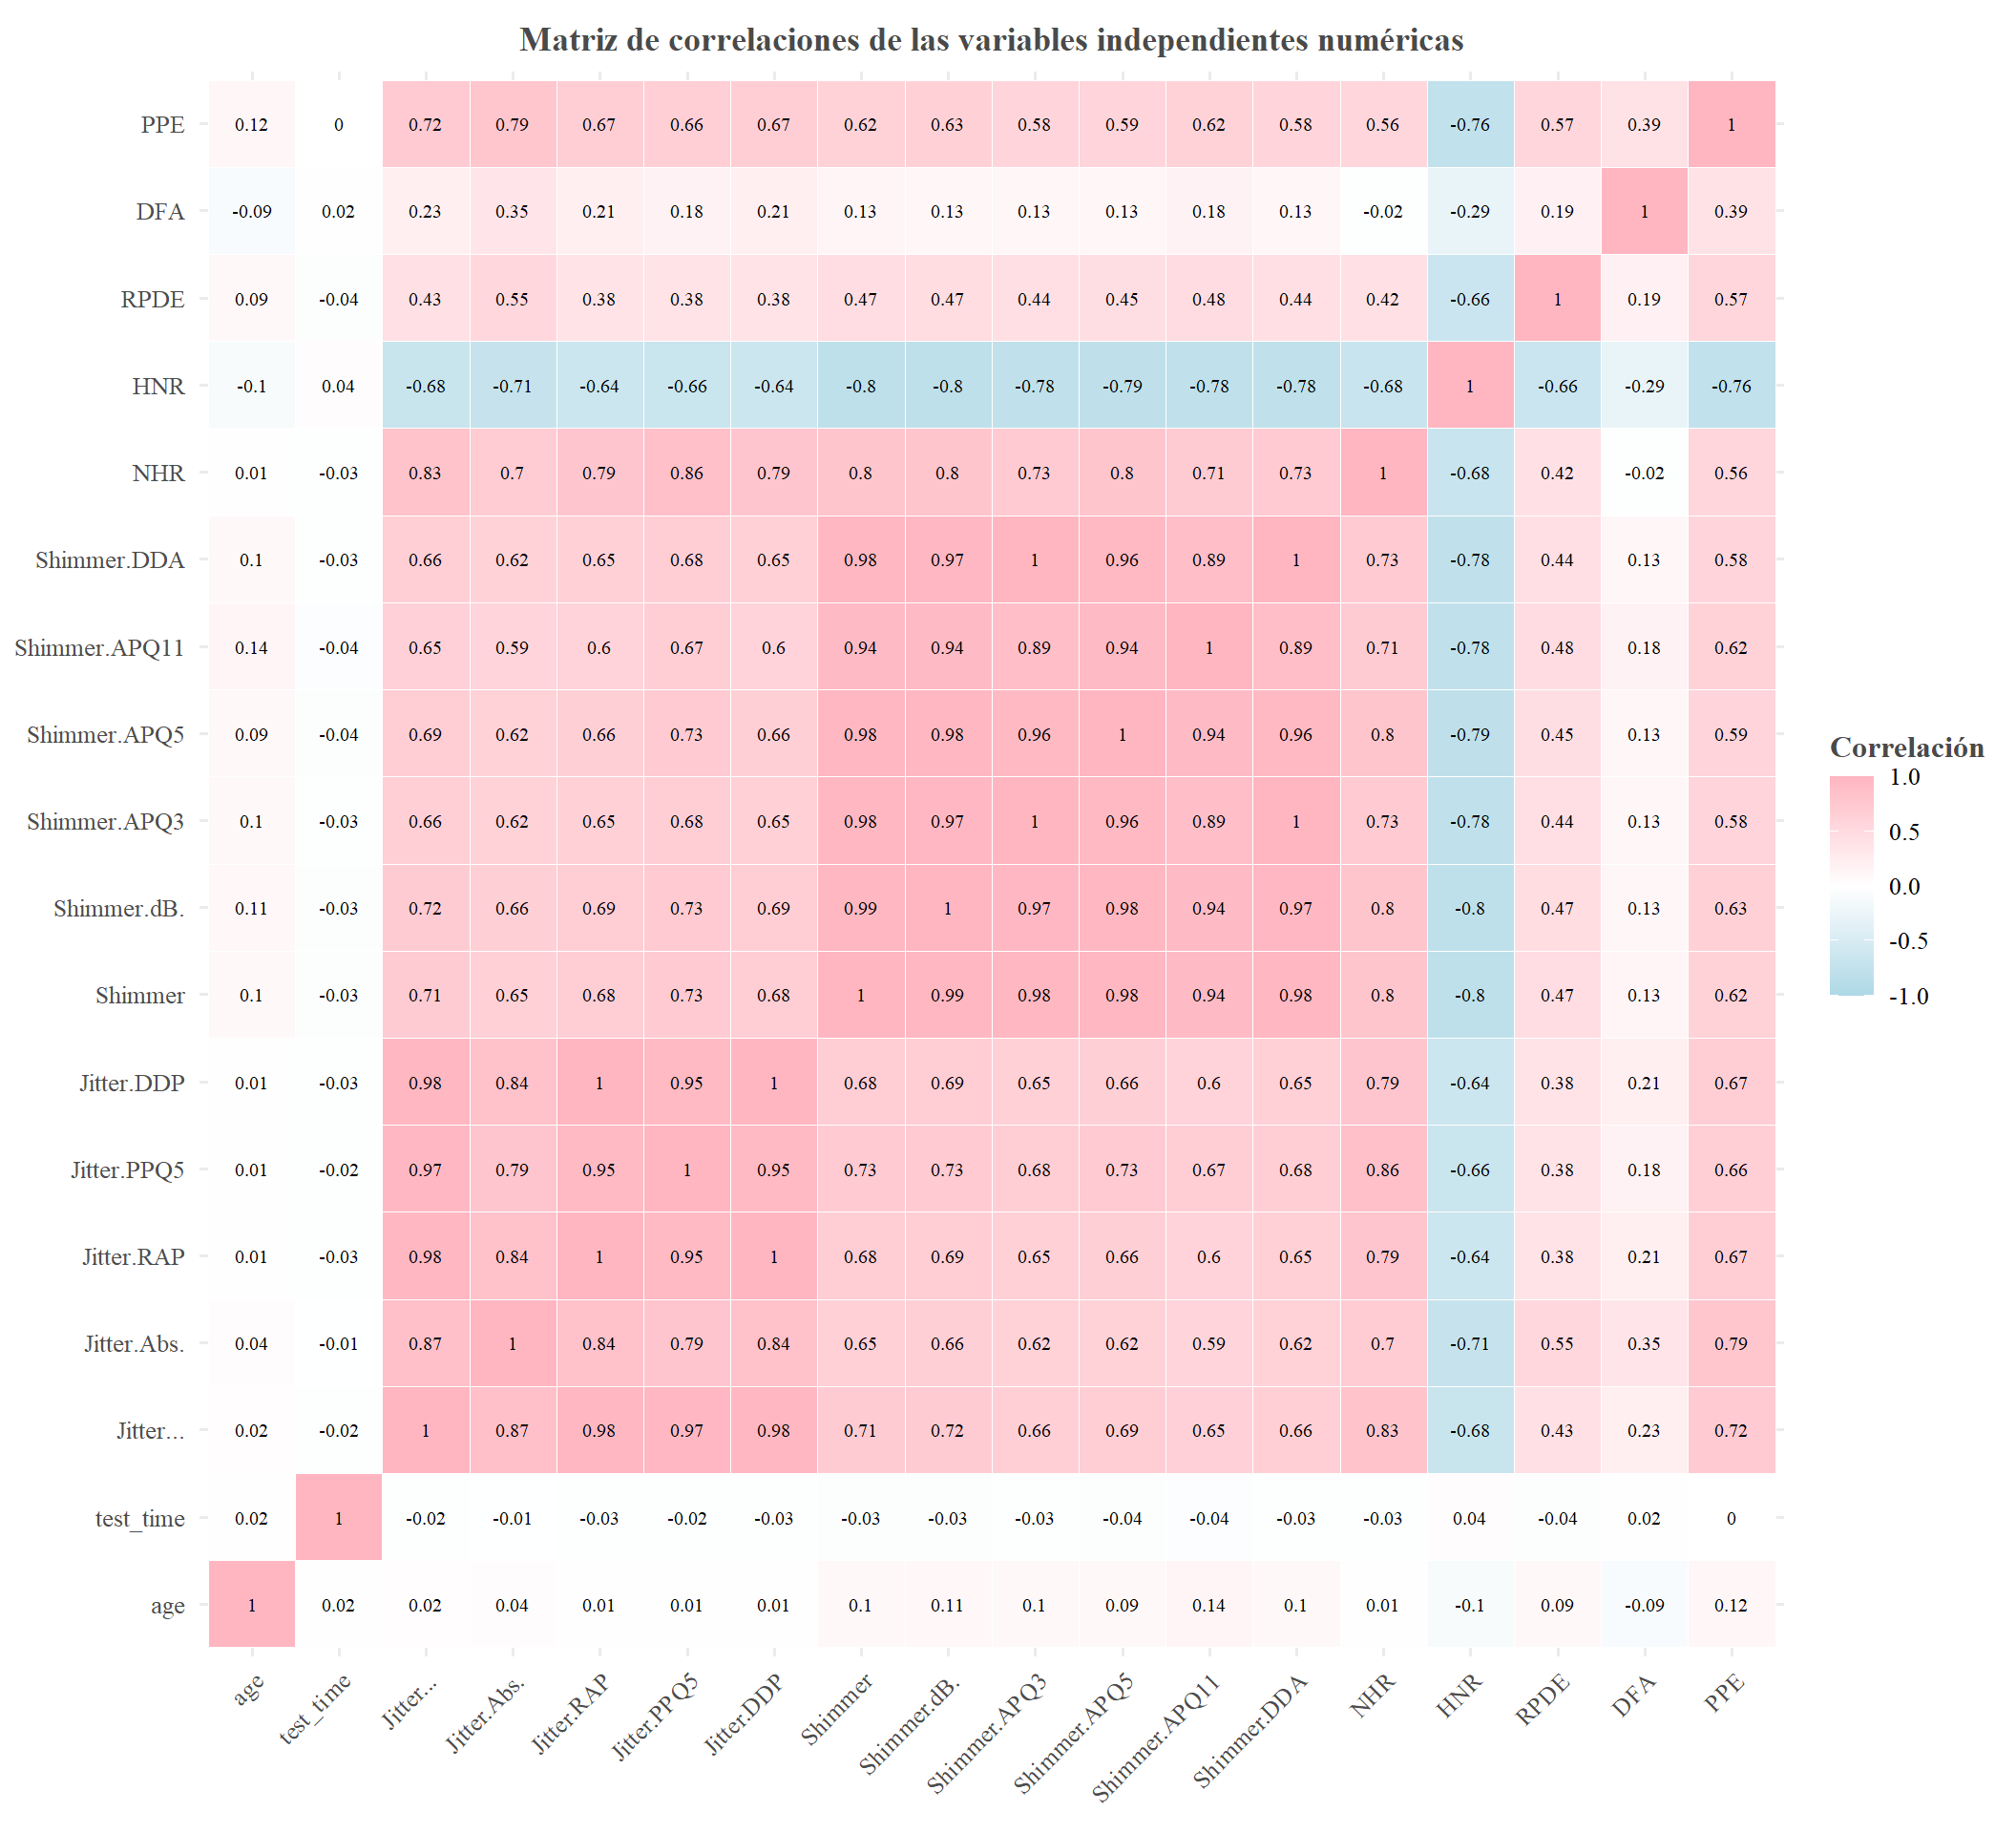 Matriz de correlaciones de las variables independientes numéricas
PPE 0.12 0 0.72 0.79 0.67 0.66 0.67 0.62 0.63 0.58 0.59 0.62 0.58 0.56 -0.76 0.57 0.39 1
DFA -0.09 0.02 0.23 0.35 0.21 0.18 0.21 0.13 0.13 0.13 0.13 0.18 0.13 -0.02 -0.29 0.19 1 0.39
RPDE 0.09 -0.04 0.43 0.55 0.38 0.38 0.38 0.47 0.47 0.44 0.45 0.48 0.44 0.42 -0.66 1 0.19 0.57
HNR -0.1 0.04 -0.68 -0.71 -0.64 -0.66 -0.64 -0.8 -0.8 -0.78 -0.79 -0.78 -0.78 -0.68 1 -0.66 -0.29 -0.76
NHR 0.01 -0.03 0.83 0.7 0.79 0.86 0.79 0.8 0.8 0.73 0.8 0.71 0.73 1 -0.68 0.42 -0.02 0.56
Shimmer.DDA 0.1 -0.03 0.66 0.62 0.65 0.68 0.65 0.98 0.97 1 0.96 0.89 1 0.73 -0.78 0.44 0.13 0.58
Shimmer.APQ11 0.14 -0.04 0.65 0.59 0.6 0.67 0.6 0.94 0.94 0.89 0.94 1 0.89 0.71 -0.78 0.48 0.18 0.62
Shimmer.APQ5 0.09 -0.04 0.69 0.62 0.66 0.73 0.66 0.98 0.98 0.96 1 0.94 0.96 0.8 -0.79 0.45 0.13 0.59
Shimmer.APQ3 0.1 -0.03 0.66 0.62 0.65 0.68 0.65 0.98 0.97 1 0.96 0.89 1 0.73 -0.78 0.44 0.13 0.58
Shimmer.dB. 0.11 -0.03 0.72 0.66 0.69 0.73 0.69 0.99 1 0.97 0.98 0.94 0.97 0.8 -0.8 0.47 0.13 0.63
Shimmer 0.1 -0.03 0.71 0.65 0.68 0.73 0.68 1 0.99 0.98 0.98 0.94 0.98 0.8 -0.8 0.47 0.13 0.62
Jitter.DDP 0.01 -0.03 0.98 0.84 1 0.95 1 0.68 0.69 0.65 0.66 0.6 0.65 0.79 -0.64 0.38 0.21 0.67
Jitter.PPQ5 0.01 -0.02 0.97 0.79 0.95 1 0.95 0.73 0.73 0.68 0.73 0.67 0.68 0.86 -0.66 0.38 0.18 0.66
Jitter.RAP 0.01 -0.03 0.98 0.84 1 0.95 1 0.68 0.69 0.65 0.66 0.6 0.65 0.79 -0.64 0.38 0.21 0.67
Jitter.Abs. 0.04 -0.01 0.87 1 0.84 0.79 0.84 0.65 0.66 0.62 0.62 0.59 0.62 0.7 -0.71 0.55 0.35 0.79
Jitter... 0.02 -0.02 1 0.87 0.98 0.97 0.98 0.71 0.72 0.66 0.69 0.65 0.66 0.83 -0.68 0.43 0.23 0.72
test_time 0.02 1 -0.02 -0.01 -0.03 -0.02 -0.03 -0.03 -0.03 -0.03 -0.04 -0.04 -0.03 -0.03 0.04 -0.04 0.02 0
age 1 0.02 0.02 0.04 0.01 0.01 0.01 0.1 0.11 0.1 0.09 0.14 0.1 0.01 -0.1 0.09 -0.09 0.12
age test_time Jitter... Jitter.Abs. Jitter.RAP Jitter.PPQ5 Jitter.DDP Shimmer Shimmer.dB. Shimmer.APQ3 Shimmer.APQ5 Shimmer.APQ11 Shimmer.DDA NHR HNR RPDE DFA PPE
Correlación
1.0
0.5
0.0
-0.5
-1.0